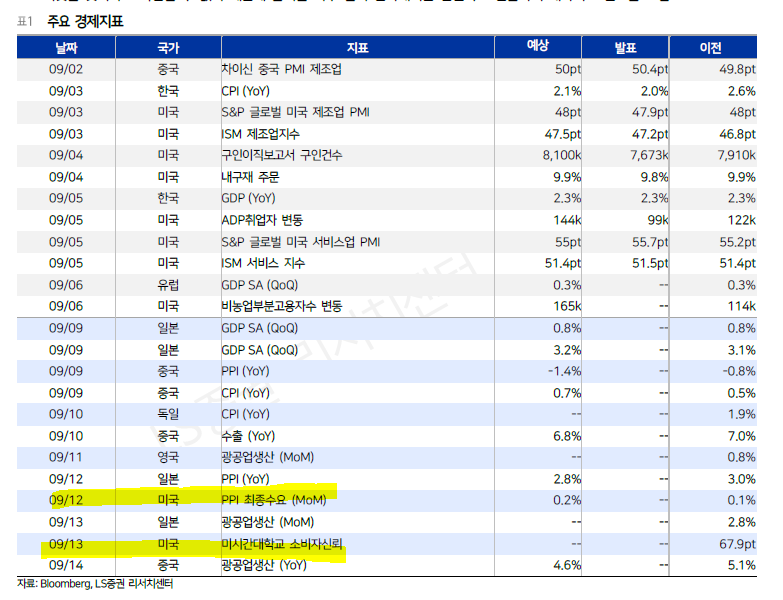 표1 주요 경제지표
날짜 국가 지표 예상 발표 이전
09/02 중국 차이신 중국 PMI 제조업 50pt 50.4pt 49.8pt
09/03 한국 CPI (YoY) 2.1% 2.0% 2.6%
09/03 미국 S&P 글로벌 미국 제조업 PMI 48pt 47.9pt 48pt
09/03 미국 ISM 제조업지수 47.5pt 47.2pt 46.8pt
09/04 미국 구인이직보고서 구인건수 8,100k 7,673k 7,910k
09/04 미국 내구재 주문 9.9% 9.8% 9.9%
09/05 한국 GDP (YoY) 2.3% 2.3% 2.3%
09/05 미국 ADP취업자 변동 144k 99k 122k
09/05 미국 S&P 글로벌 미국 서비스업 PMI 55pt 55.7pt 55.2pt
09/05 미국 ISM 서비스 지수 51.4pt 51.5pt 51.4pt
09/06 유럽 GDP SA (QoQ) 0.3% -- 0.3%
09/06 미국 비농업부분고용자수 변동 165k -- 114k
09/09 일본 GDP SA (QoQ) 0.8% -- 0.8%
09/09 일본 GDP SA (QoQ) 3.2% -- 3.1%
09/09 중국 PPI (YoY) -1.4% -- -0.8%
09/09 중국 CPI (YoY) 0.7% -- 0.5%
09/10 독일 CPI (YoY) -- -- 1.9%
09/10 중국 수출 (YoY) 6.8% -- 7.0%
09/11 영국 광공업생산 (MoM) -- -- 0.8%
09/12 일본 PPI (YoY) 2.8% -- 3.0%
09/12 미국 PPI 최종수요 (MoM) 0.2% -- 0.1%
09/13 일본 광공업생산 (MoM) -- -- 2.8%
09/13 미국 미시간대학교 소비자신뢰 -- -- 67.9pt
09/14 중국 광공업생산 (YoY) 4.6% -- 5.1%
자료: Bloomberg, LS증권 리서치센터
LS증권 리서치센터